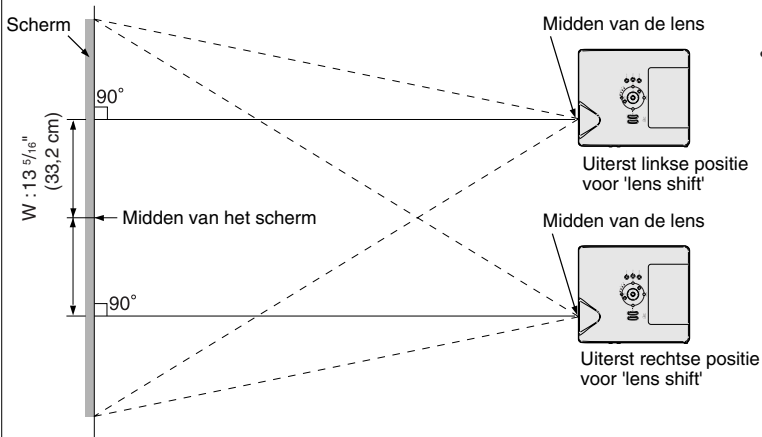 Scherm
Midden van de lens
90°
Uiterst linkse positie
voor 'lens shift'
W : 13 5/16"
(33,2 cm)
Midden van het scherm
Midden van de lens
90°
Uiterst rechtse positie
voor 'lens shift'